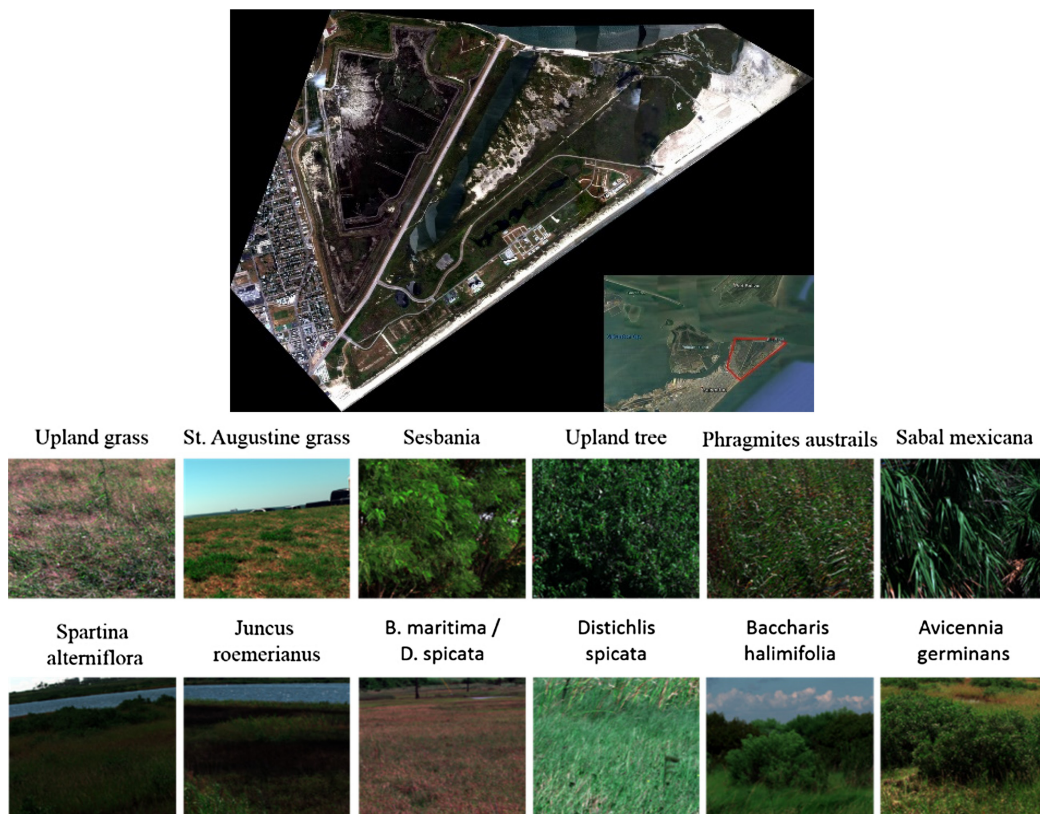 Upland grass
St. Augustine grass
Sesbania
Upland tree
Phragmites austrails
Sabal mexicana
Spartina
alterniflora
Juncus
roemerianus
B. maritima /
D. spicata
Distichlis
spicata
Baccharis
halimifolia
Avicennia
germinans